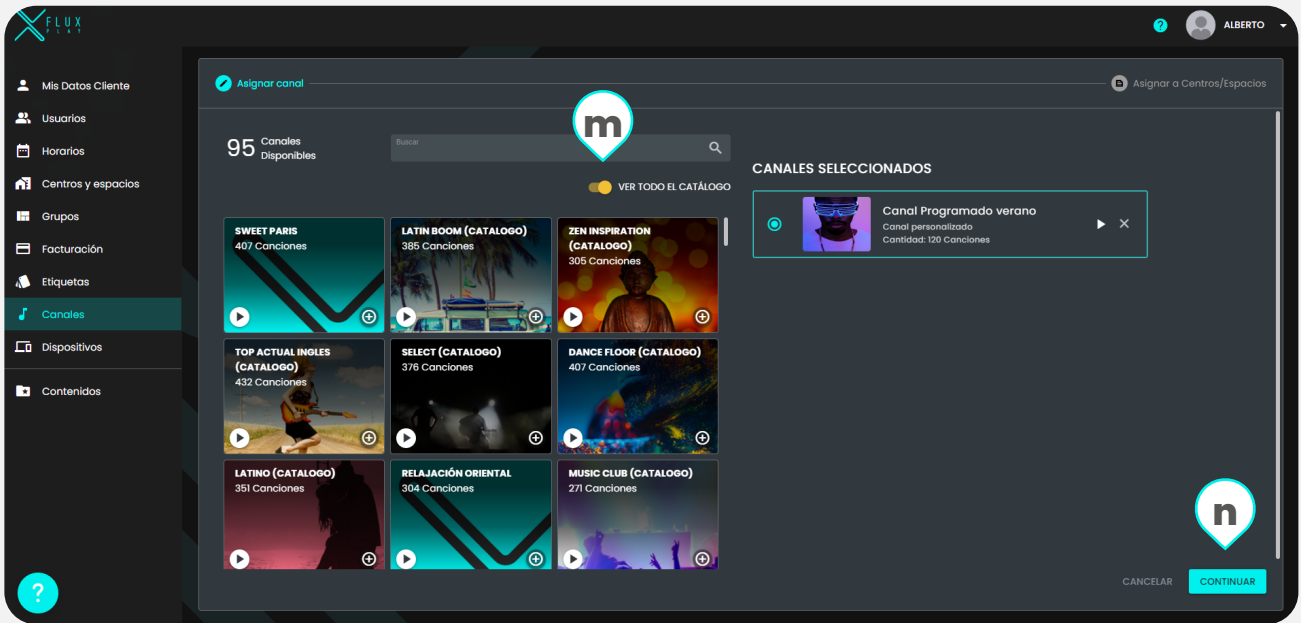 FLUX
PLAY
?
ALBERTO
Mis Datos Cliente
Usuarios
Horarios
Centros y espacios
Grupos
Facturación
Etiquetas
Canales
Dispositivos
Contenidos
?
Asignar canal
Asignar a Centros/Espacios
95 Canales
Disponibles
Buscar
m
VER TODO EL CATÁLOGO
SWEET PARIS
407 Canciones
LATIN BOOM (CATALOGO)
385 Canciones
ZEN INSPIRATION
(CATALOGO)
305 Canciones
TOP ACTUAL INGLES
(CATALOGO)
432 Canciones
SELECT (CATALOGO)
376 Canciones
DANCE FLOOR (CATALOGO)
407 Canciones
LATINO (CATALOGO)
351 Canciones
RELAJACIÓN ORIENTAL
304 Canciones
MUSIC CLUB (CATALOGO)
271 Canciones
CANALES SELECCIONADOS
Canal Programado verano
Canal personalizado
Cantidad: 120 Canciones
n
CANCELAR
CONTINUAR